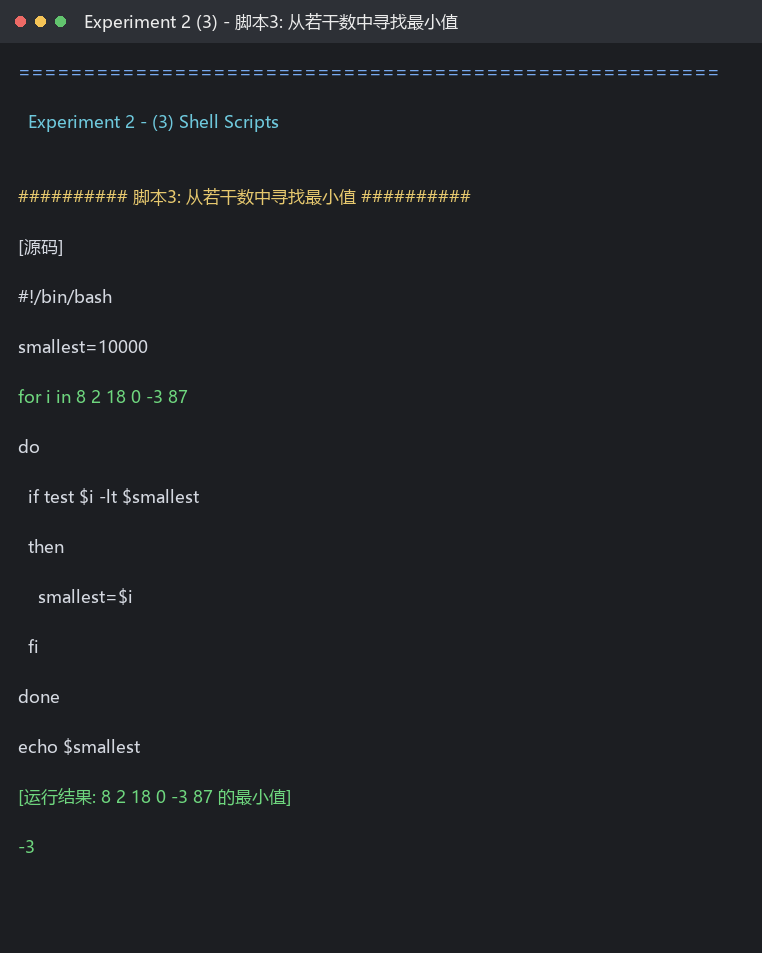 Experiment 2 (3) - 脚本3: 从若干数中寻找最小值
======================================================
Experiment 2 - (3) Shell Scripts
########## 脚本3: 从若干数中寻找最小值 ##########
[源码]
#!/bin/bash
smallest=10000
for i in 8 2 18 0 -3 87
do
  if test $i -lt $smallest
  then
    smallest=$i
  fi
done
echo $smallest
[运行结果: 8 2 18 0 -3 87 的最小值]
-3